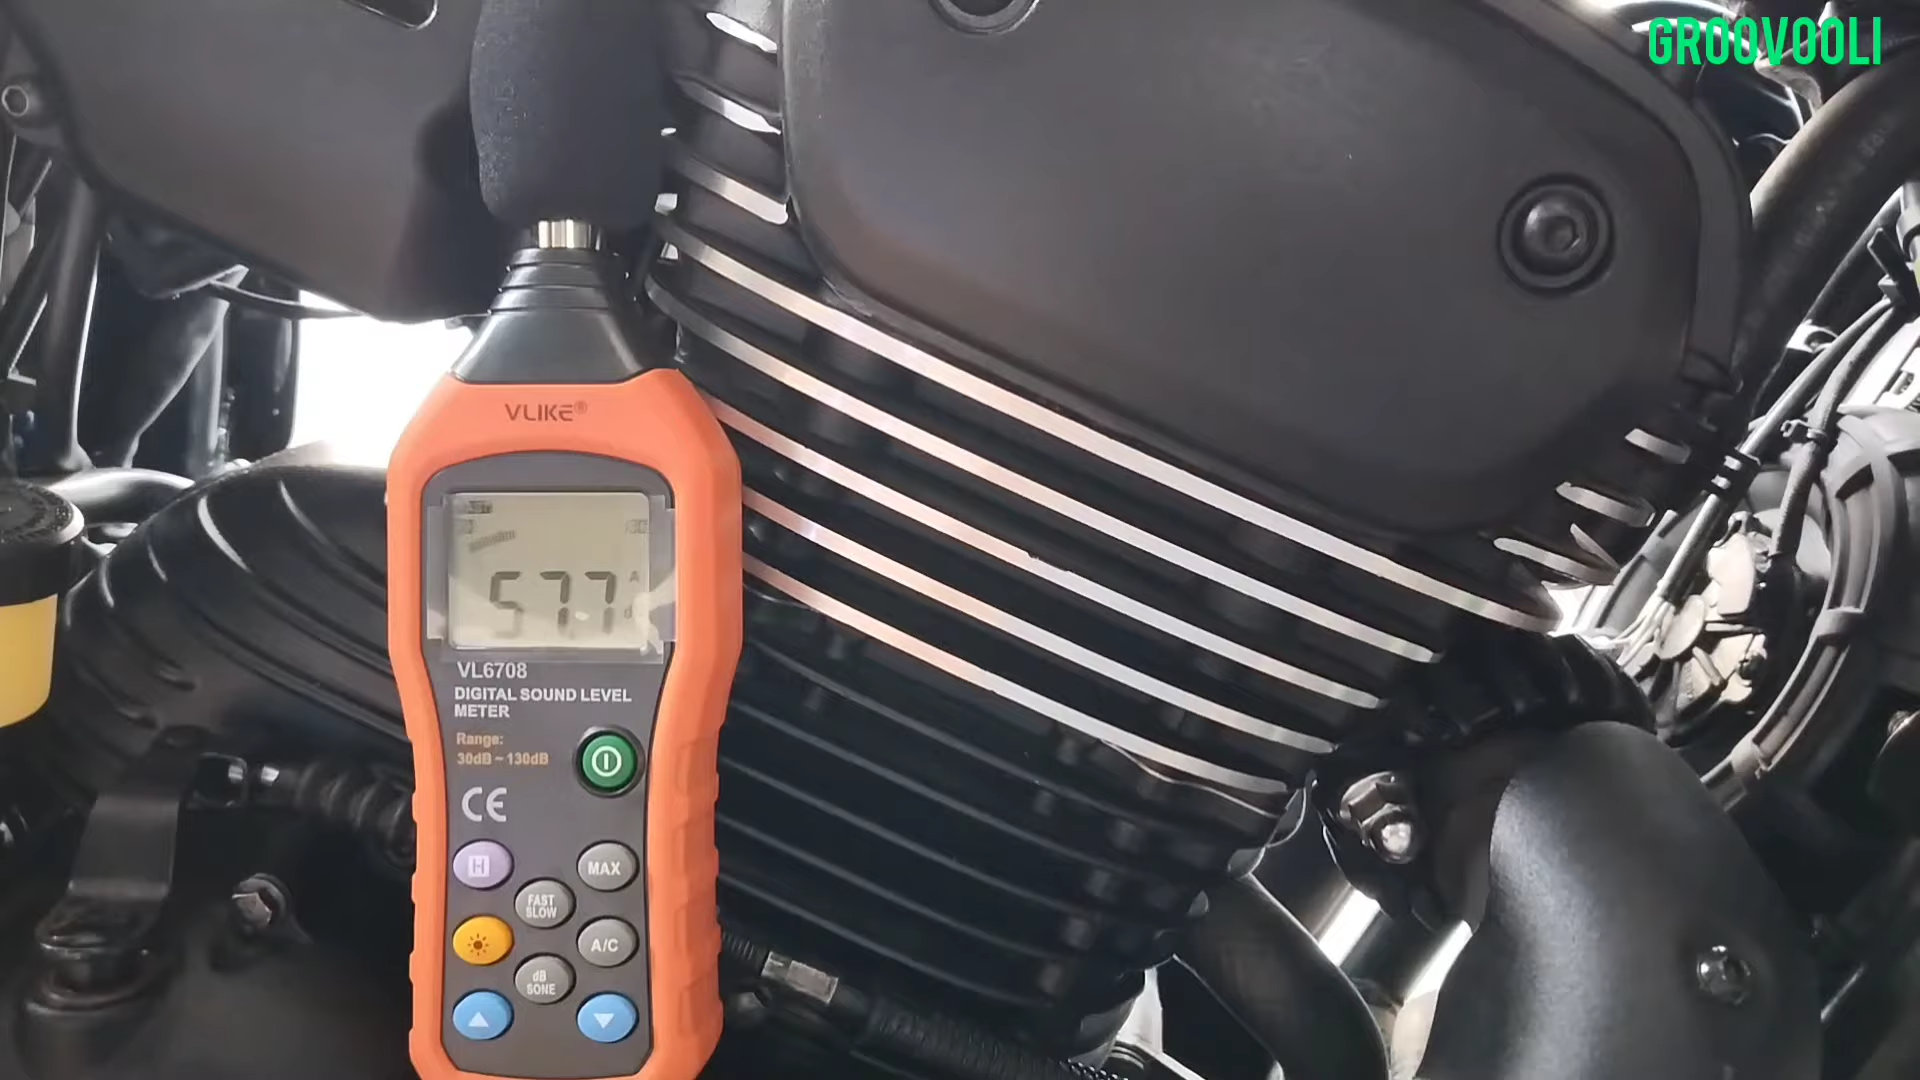 GROOVOOLI
VLIKE®
A
57.7
VL6708
DIGITAL SOUND LEVEL
METER
Range:
30dB ~ 130dB
CE
H
MAX
FAST
SLOW
A/C
dB
SONE